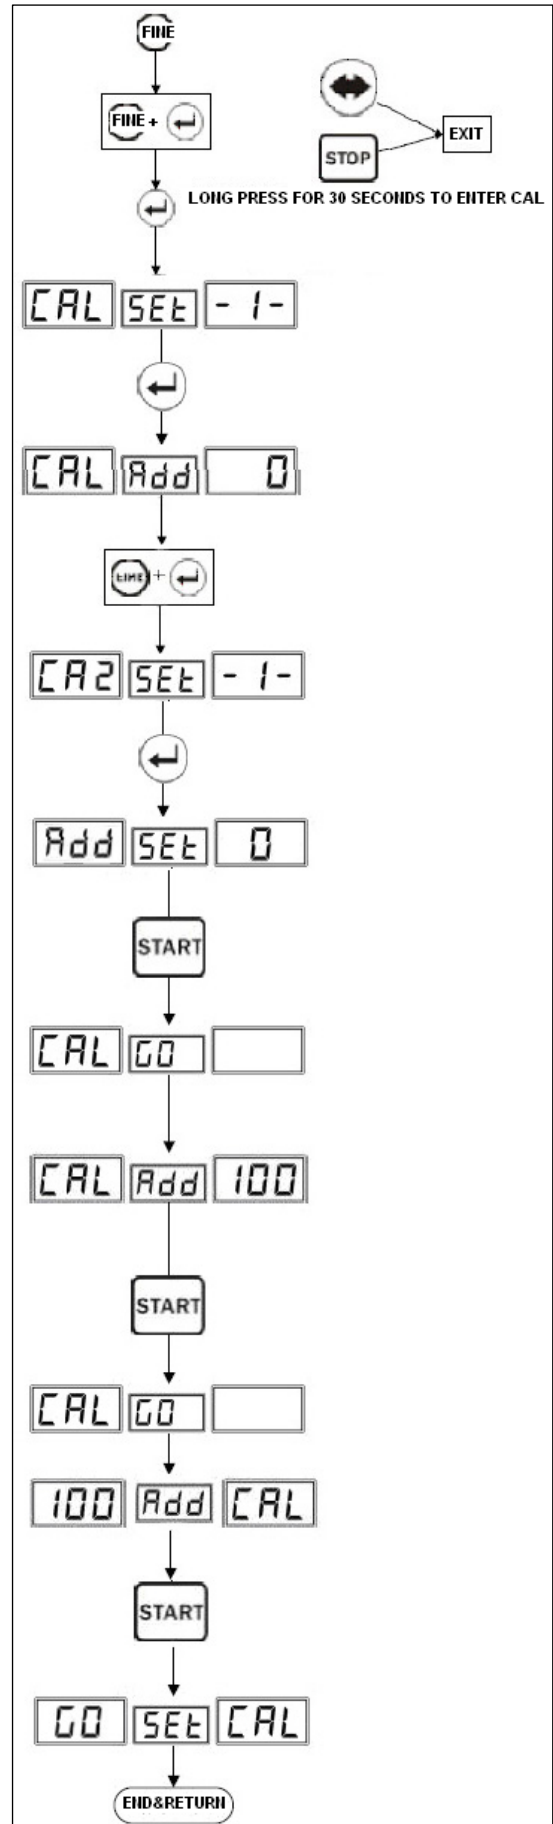 FINE
FINE +
EXIT
STOP
LONG PRESS FOR 30 SECONDS TO ENTER CAL
CAL SEt - 1 -
CAL Add 0
FINE +
CA2 SEt - 1 -
Add SEt 0
START
CAL GO
CAL Add 100
START
CAL GO
100 Add CAL
START
GO SEt CAL
END&RETURN